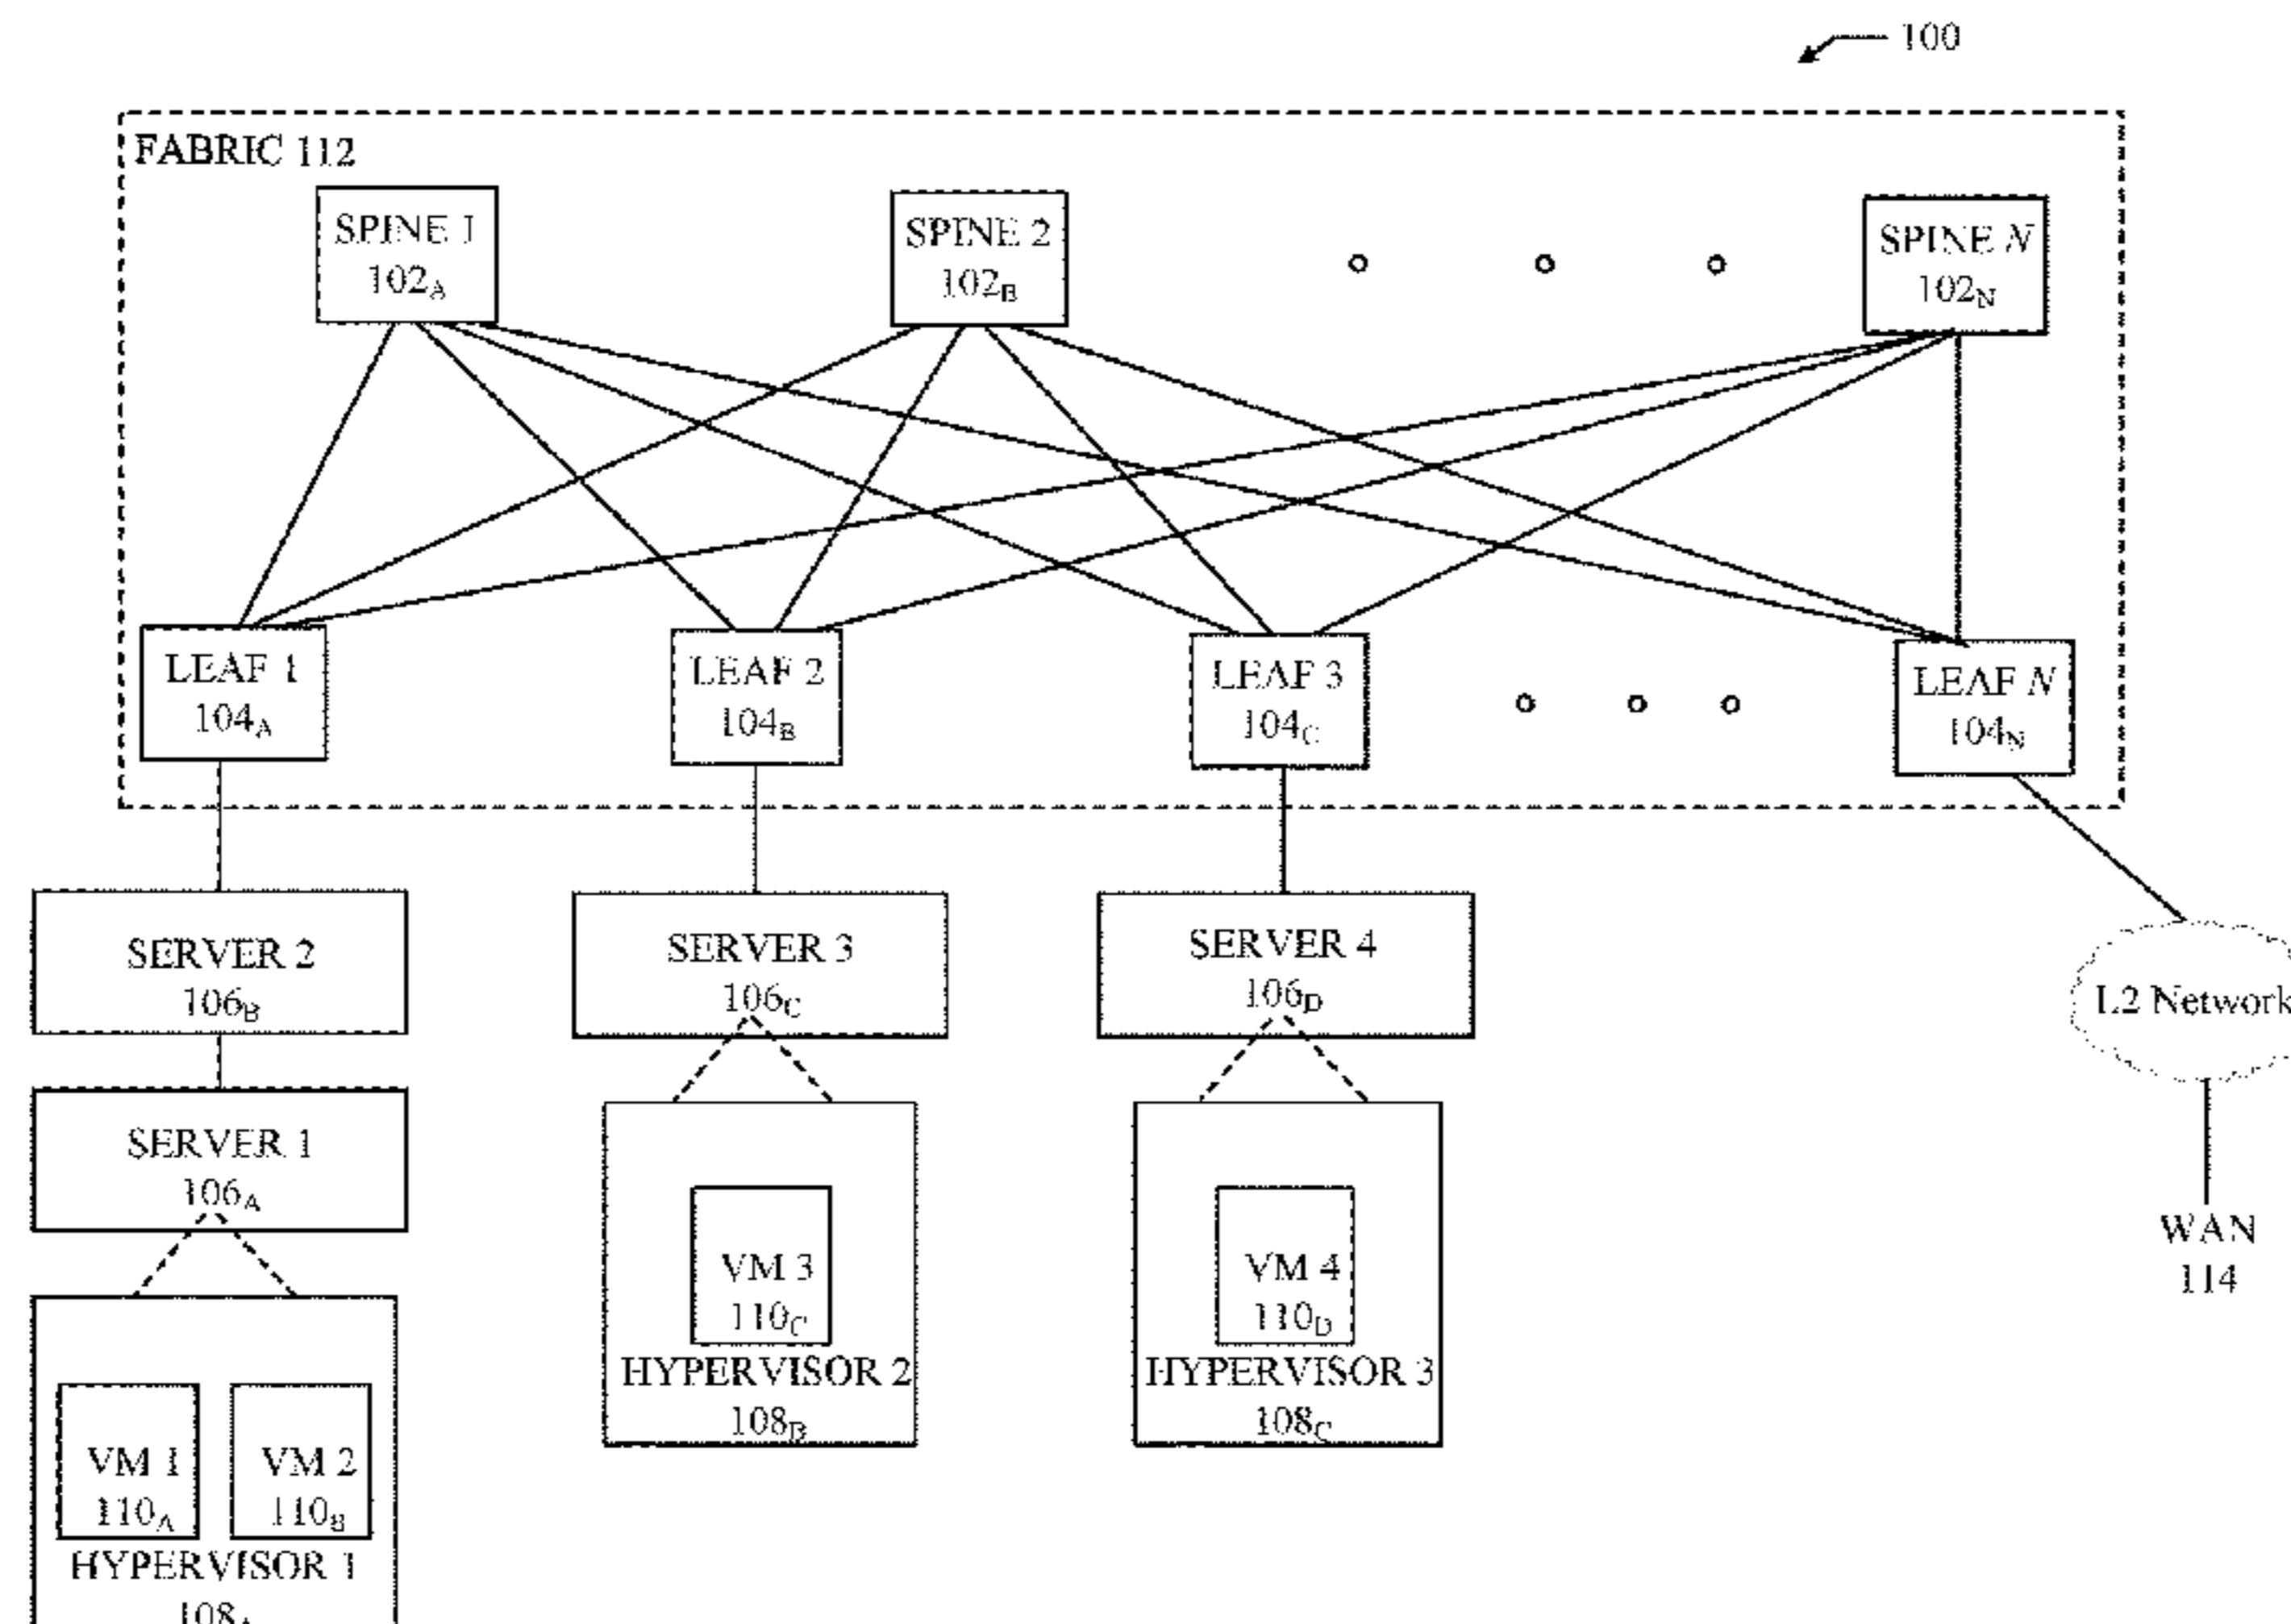 100
FABRIC 112
SPINE 1
102A
SPINE 2
102B
SPINE N
102N
LEAF 1
104A
LEAF 2
104B
LEAF 3
104C
LEAF N
104N
SERVER 2
106B
SERVER 3
106C
SERVER 4
106D
L2 Network
SERVER 1
106A
WAN
114
VM 3
110C
HYPERVISOR 2
108B
VM 4
110D
HYPERVISOR 3
108C
VM 1
110A
VM 2
110B
HYPERVISOR 1
108A